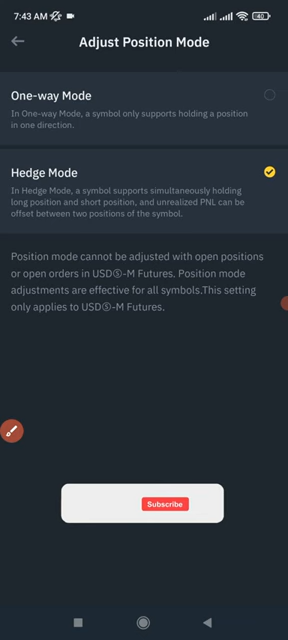 7:43 AM
40
Adjust Position Mode
One-way Mode
In One-way Mode, a symbol only supports holding a position
in one direction.
Hedge Mode
In Hedge Mode, a symbol supports simultaneously holding
long position and short position, and unrealized PNL can be
offset between two positions of the symbol.
Position mode cannot be adjusted with open positions
or open orders in USDⓈ-M Futures. Position mode
adjustments are effective for all symbols.This setting
only applies to USDⓈ-M Futures.
Subscribe